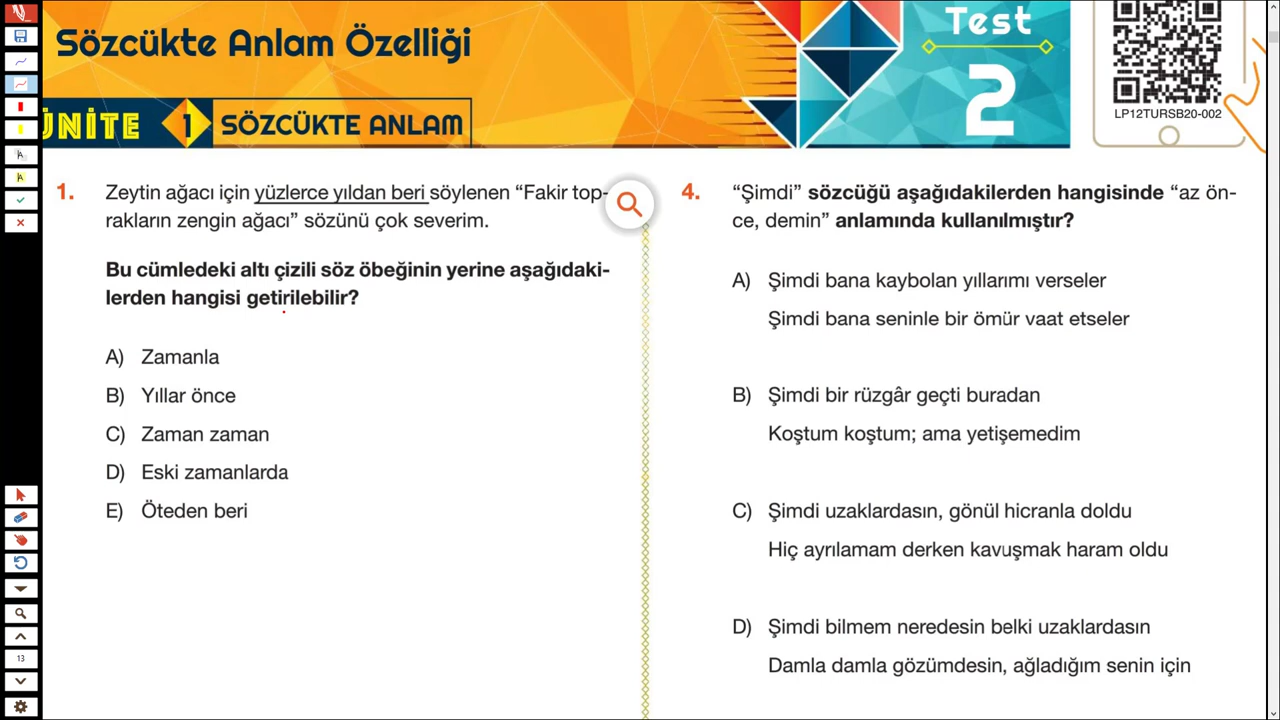 Sözcükte Anlam Özelliği
Test
2
LP12TURSB20-002
ÜNİTE
1
SÖZCÜKTE ANLAM
1. Zeytin ağacı için yüzlerce yıldan beri söylenen “Fakir top-
rakların zengin ağacı” sözünü çok severim.
Bu cümledeki altı çizili söz öbeğinin yerine aşağıdaki-
lerden hangisi getirilebilir?
A) Zamanla
B) Yıllar önce
C) Zaman zaman
D) Eski zamanlarda
E) Öteden beri
4. “Şimdi” sözcüğü aşağıdakilerden hangisinde “az ön-
ce, demin” anlamında kullanılmıştır?
A) Şimdi bana kaybolan yıllarımı verseler
Şimdi bana seninle bir ömür vaat etseler
B) Şimdi bir rüzgâr geçti buradan
Koştum koştum; ama yetişemedim
C) Şimdi uzaklardasın, gönül hicranla doldu
Hiç ayrılamam derken kavuşmak haram oldu
D) Şimdi bilmem neredesin belki uzaklardasın
Damla damla gözümdesin, ağladığım senin için
13